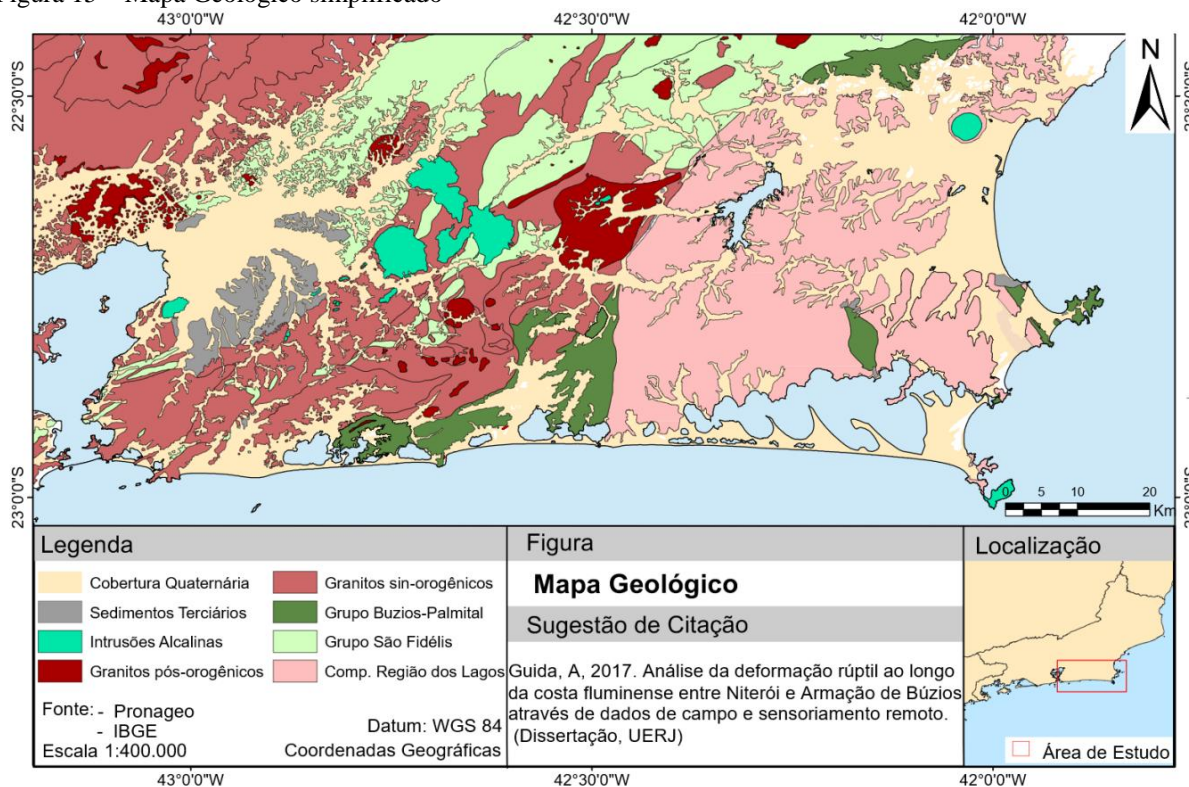 Figura 15 – Mapa Geológico simplificado
43°0'0"W
42°30'0"W
42°0'0"W
22°30'0"S
23°0'0"S
N
0 5 10 20
Km
Legenda
Cobertura Quaternária
Sedimentos Terciários
Intrusões Alcalinas
Granitos pós-orogênicos
Granitos sin-orogênicos
Grupo Buzios-Palmital
Grupo São Fidélis
Comp. Região dos Lagos
Fonte: - Pronageo
- IBGE
Escala 1:400.000
Datum: WGS 84
Coordenadas Geográficas
Figura
Mapa Geológico
Sugestão de Citação
Guida, A, 2017. Análise da deformação rúptil ao longo
da costa fluminense entre Niterói e Armação de Búzios
através de dados de campo e sensoriamento remoto.
(Dissertação, UERJ)
Localização
Área de Estudo
43°0'0"W
42°30'0"W
42°0'0"W